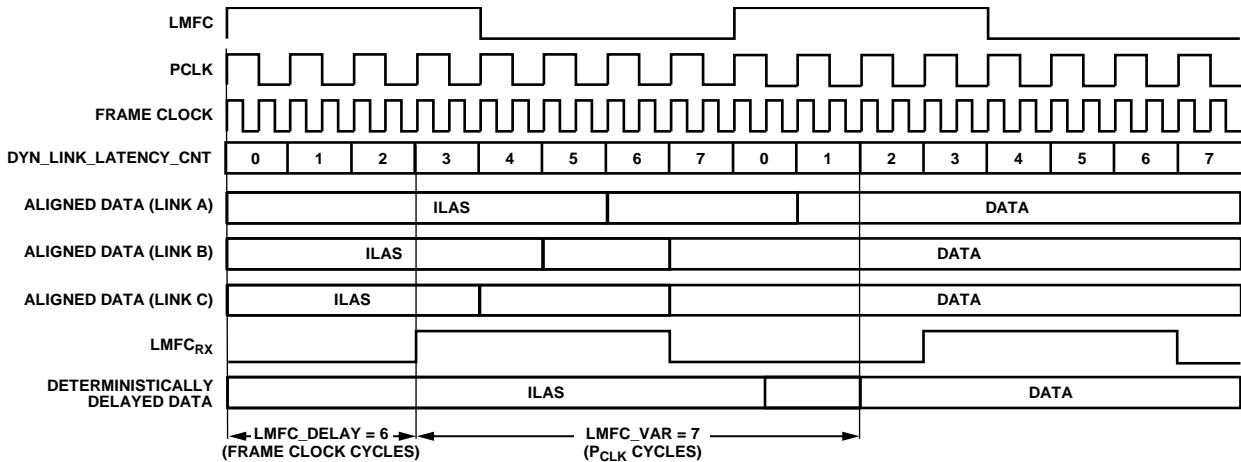 LMFC
PCLK
FRAME CLOCK
DYN_LINK_LATENCY_CNT 0 1 2 3 4 5 6 7 0 1 2 3 4 5 6 7
ALIGNED DATA (LINK A) ILAS DATA
ALIGNED DATA (LINK B) ILAS DATA
ALIGNED DATA (LINK C) ILAS DATA
LMFCRX
DETERMINISTICALLY
DELAYED DATA ILAS DATA
LMFC_DELAY = 6
(FRAME CLOCK CYCLES)
LMFC_VAR = 7
(PCLK CYCLES)